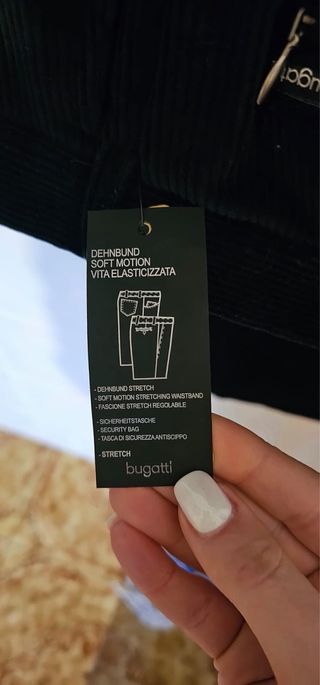 DEHNBUND
SOFT MOTION
VITA ELASTICIZZATA
- DEHNBUND STRETCH
- SOFT MOTION STRETCHING WAISTBAND
- FASCIONE STRETCH REGOLABILE
- SICHERHEITSTASCHE
- SECURITY BAG
- TASCA DI SICUREZZA ANTISCIPPO
- STRETCH
bugatti